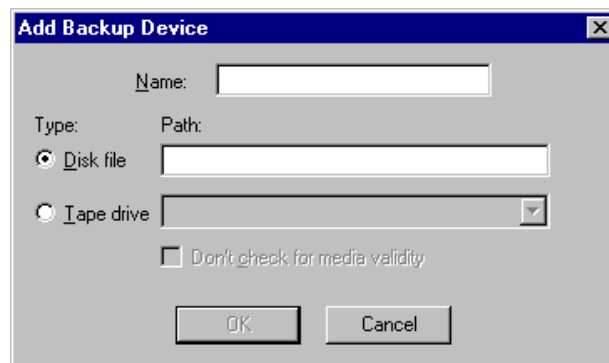 Add Backup Device
Name:
Type: Path:
Disk file
Tape drive
Don't check for media validity
OK Cancel